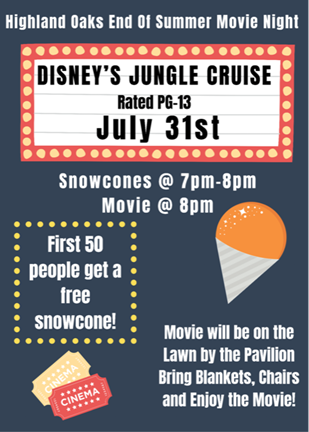 Highland Oaks End Of Summer Movie Night
DISNEY'S JUNGLE CRUISE
Rated PG-13
July 31st
Snowcones @ 7pm-8pm
Movie @ 8pm
First 50
people get a
free
snowcone!
CINEMA
CINEMA
Movie will be on the
Lawn by the Pavilion
Bring Blankets, Chairs
and Enjoy the Movie!